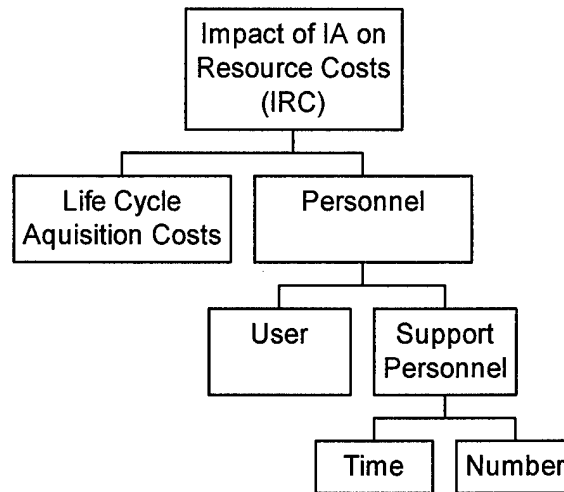 Impact of IA on
Resource Costs
(IRC)
Life Cycle
Aquisition Costs
Personnel
User
Support
Personnel
Time
Number